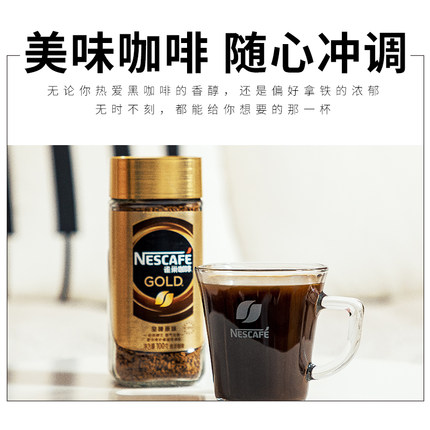 美味咖啡 随心冲调
无论你热爱黑咖啡的香醇，还是偏好拿铁的浓郁
无时不刻，都能给你想要的那一杯
NESCAFÉ
雀巢咖啡
GOLD
NESCAFÉ